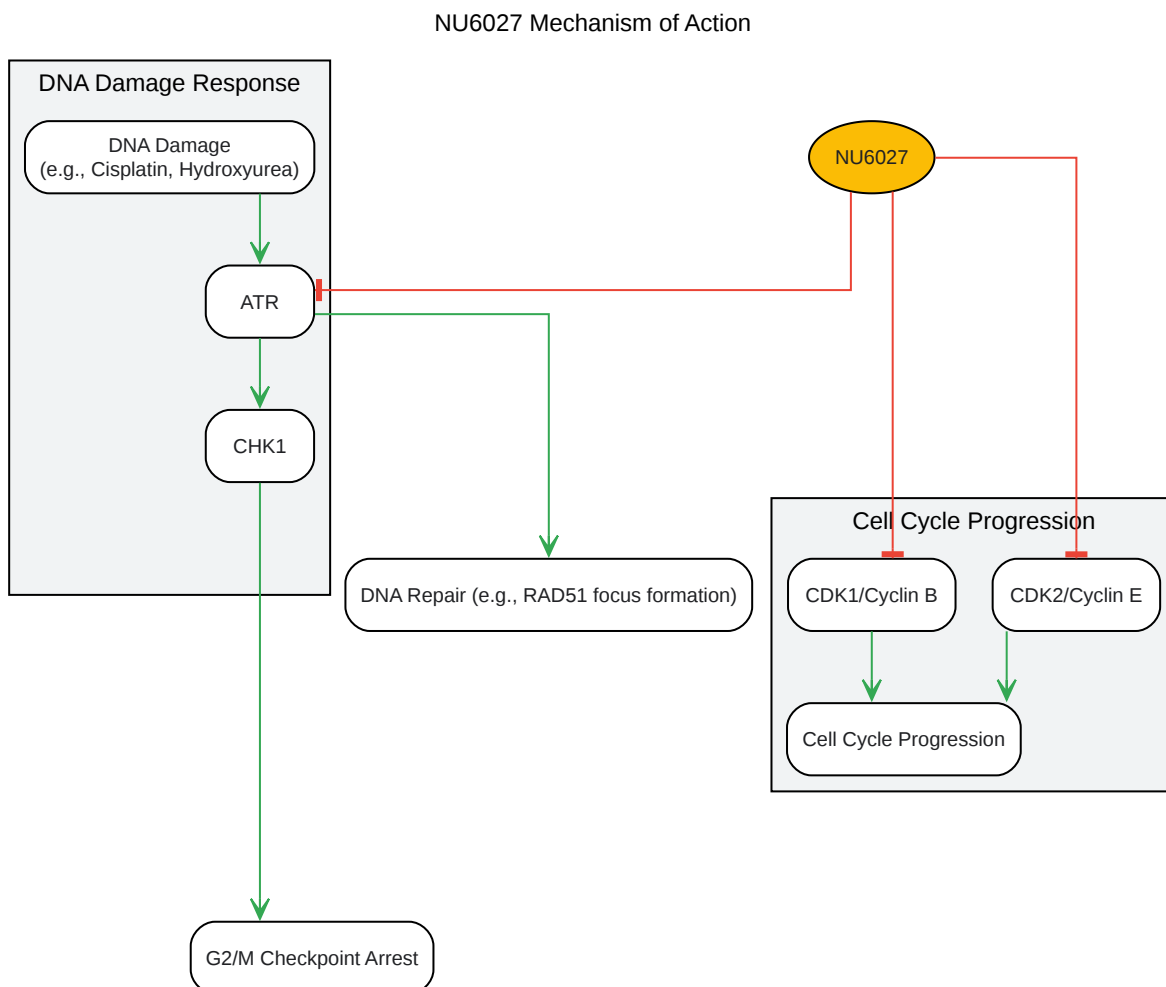 NU6027 Mechanism of Action
DNA Damage Response
DNA Damage
(e.g., Cisplatin, Hydroxyurea)
NU6027
ATR
CHK1
Cell Cycle Progression
DNA Repair (e.g., RAD51 focus formation)
CDK1/Cyclin B
CDK2/Cyclin E
Cell Cycle Progression
G2/M Checkpoint Arrest